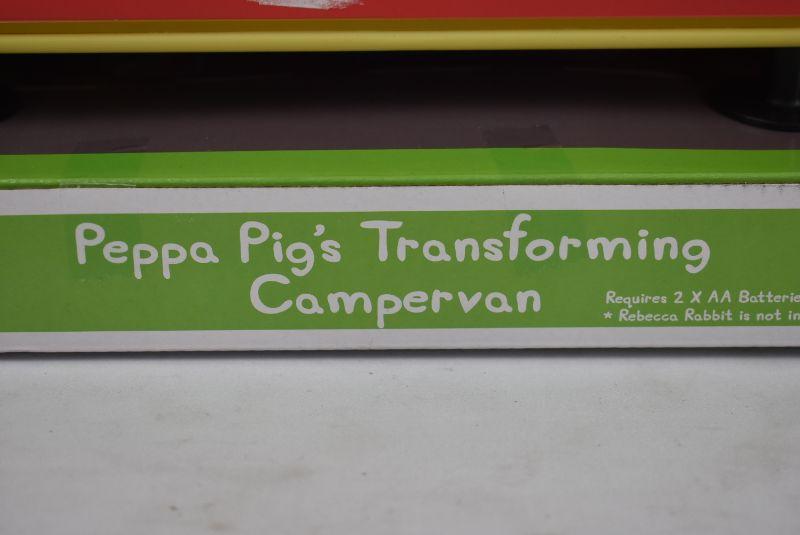 Peppa Pig's Transforming
Campervan
Requires 2 X AA
* Rebecca Rabbit is not